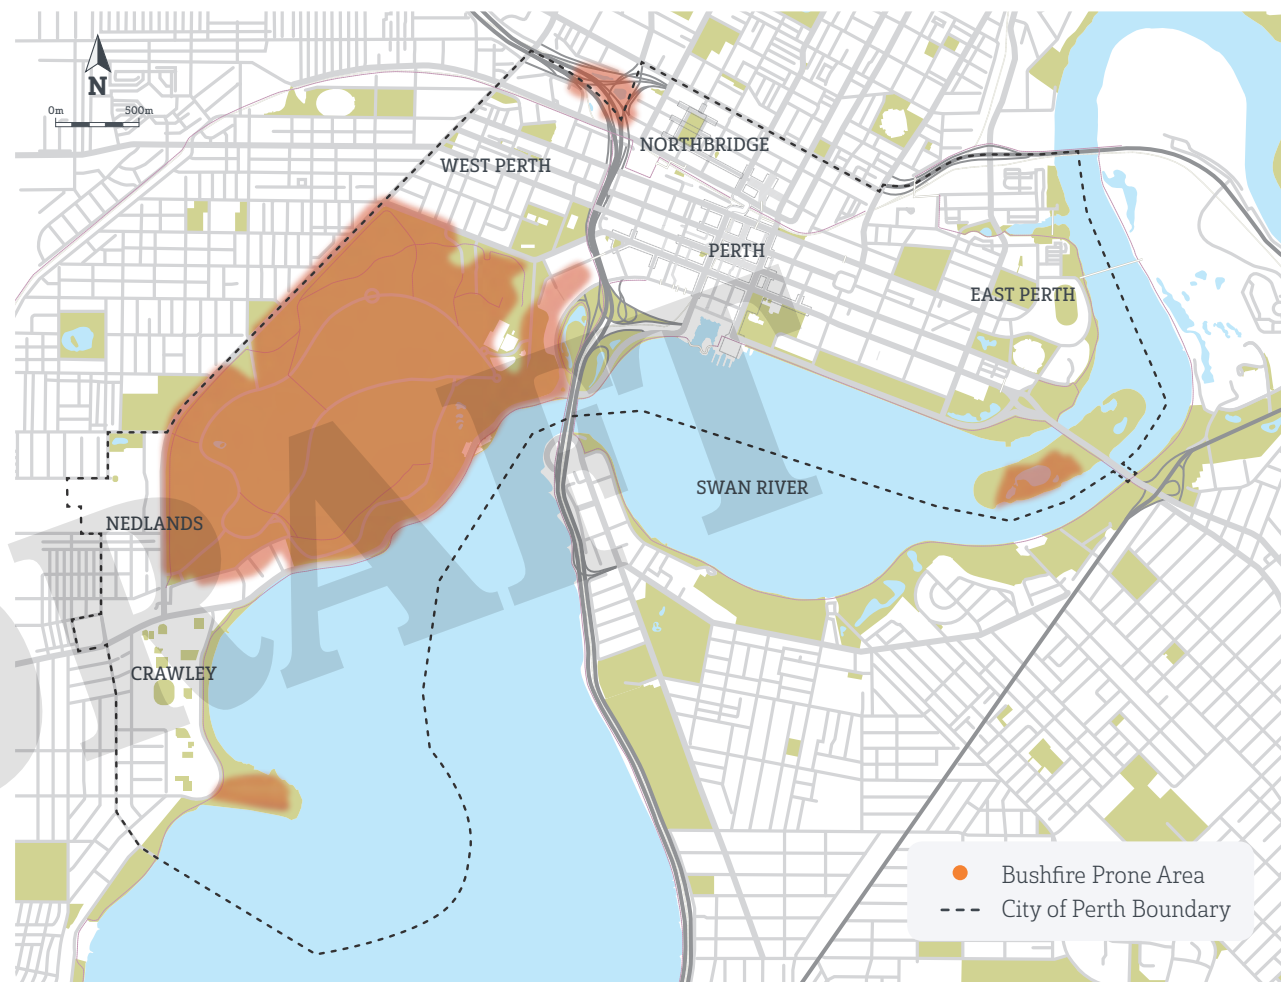 N
0m 500m
NORTHBRIDGE
WEST PERTH
PERTH
EAST PERTH
SWAN RIVER
NEDLANDS
CRAWLEY
DRAFT
Bushfire Prone Area
City of Perth Boundary